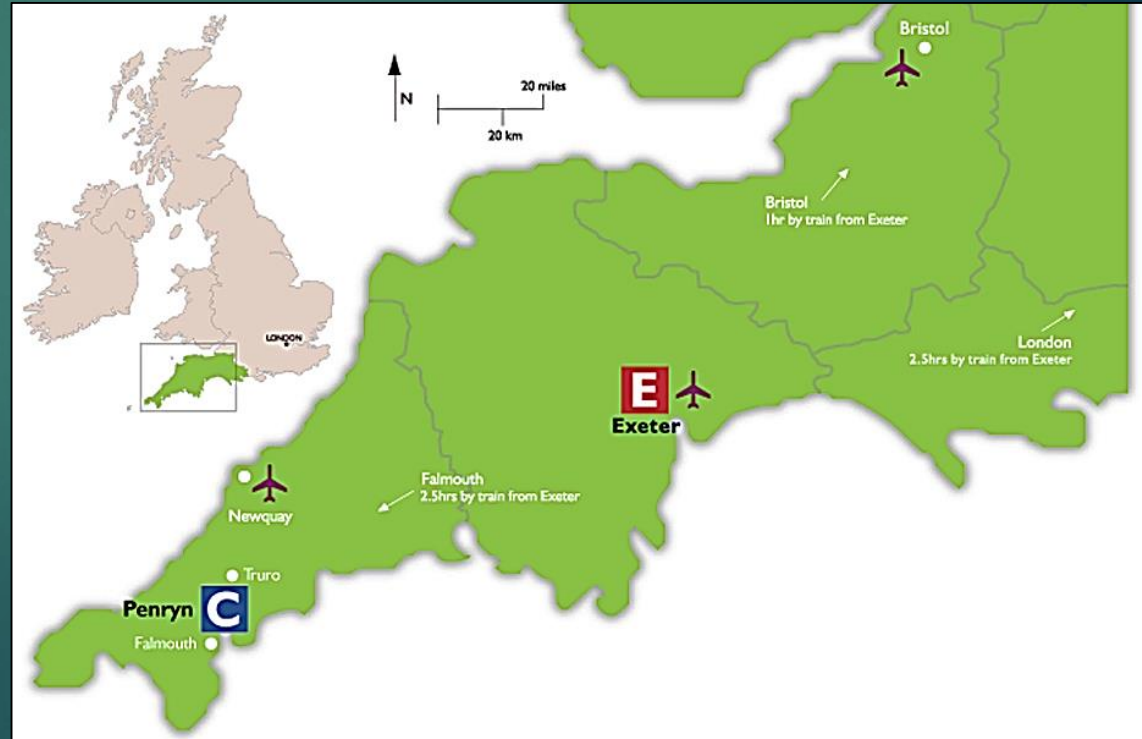 Bristol
N
20 miles
20 km
Bristol
1hr by train from Exeter
LONDON
London
2.5hrs by train from Exeter
E
Exeter
Falmouth
2.5hrs by train from Exeter
Newquay
Truro
Penryn
C
Falmouth